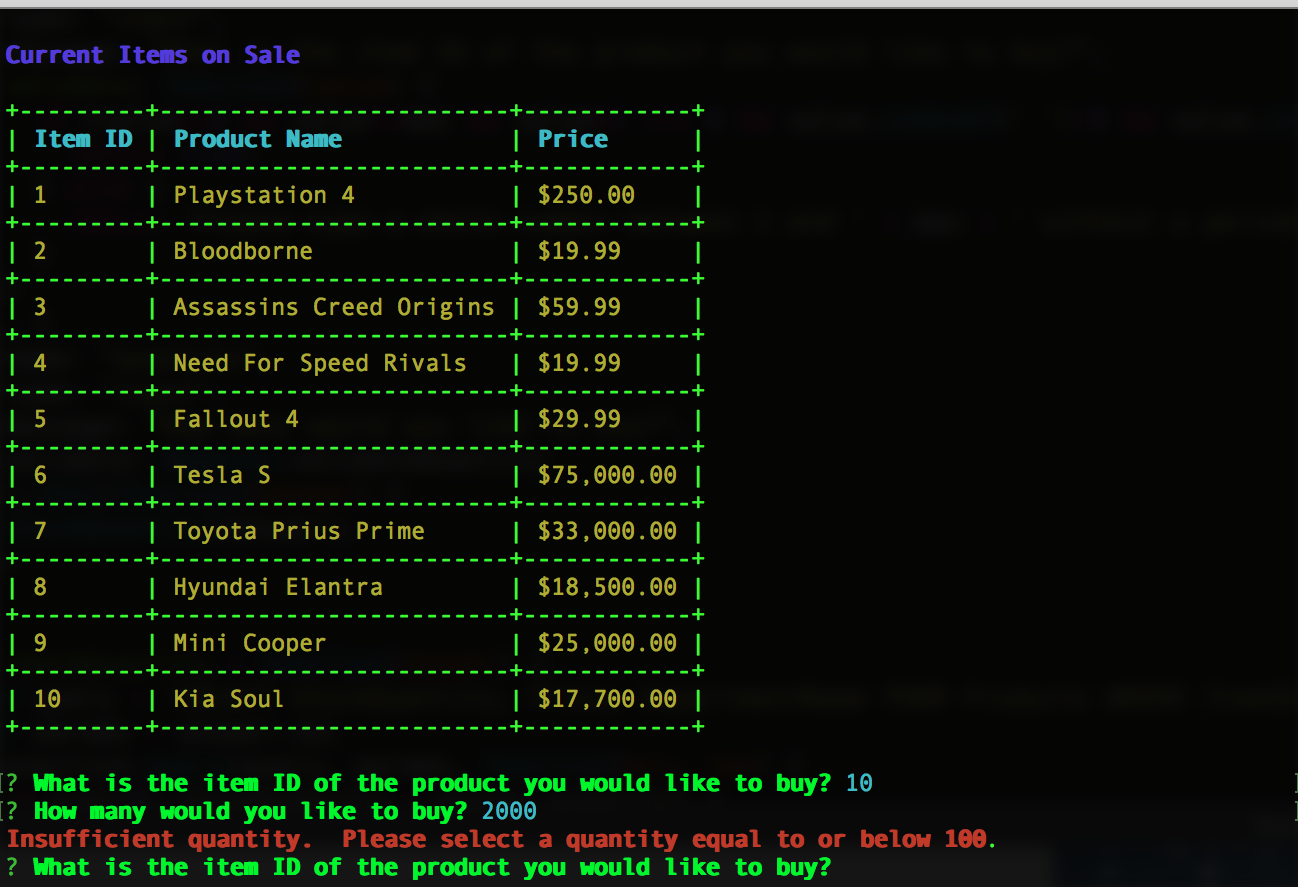 Current Items on Sale
+---------+-------------------------+------------+
| Item ID | Product Name            | Price      |
+---------+-------------------------+------------+
| 1       | Playstation 4           | $250.00    |
+---------+-------------------------+------------+
| 2       | Bloodborne              | $19.99     |
+---------+-------------------------+------------+
| 3       | Assassins Creed Origins | $59.99     |
+---------+-------------------------+------------+
| 4       | Need For Speed Rivals   | $19.99     |
+---------+-------------------------+------------+
| 5       | Fallout 4               | $29.99     |
+---------+-------------------------+------------+
| 6       | Tesla S                 | $75,000.00 |
+---------+-------------------------+------------+
| 7       | Toyota Prius Prime      | $33,000.00 |
+---------+-------------------------+------------+
| 8       | Hyundai Elantra         | $18,500.00 |
+---------+-------------------------+------------+
| 9       | Mini Cooper             | $25,000.00 |
+---------+-------------------------+------------+
| 10      | Kia Soul                | $17,700.00 |
+---------+-------------------------+------------+
[? What is the item ID of the product you would like to buy? 10 ]
[? How many would you like to buy? 2000 ]
Insufficient quantity.  Please select a quantity equal to or below 100.
? What is the item ID of the product you would like to buy?